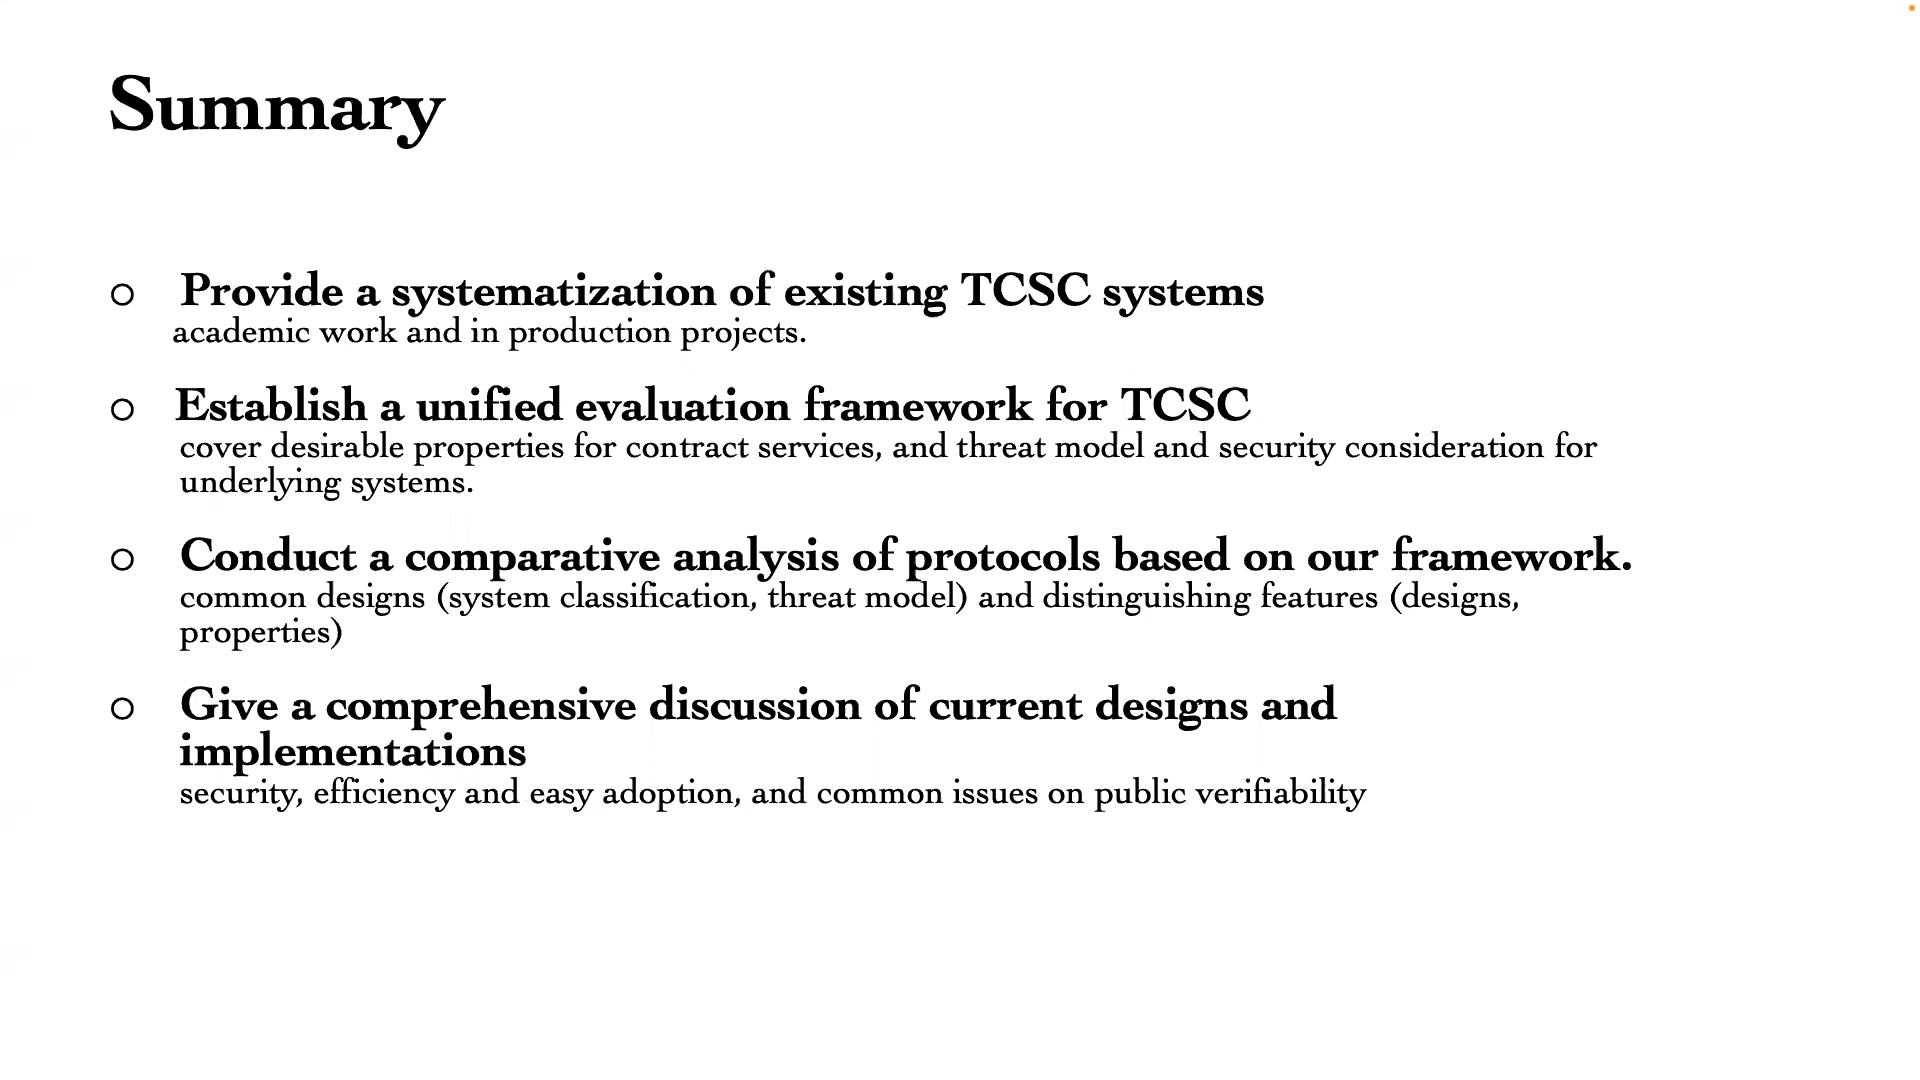 Summary
○ Provide a systematization of existing TCSC systems
academic work and in production projects.
○ Establish a unified evaluation framework for TCSC
cover desirable properties for contract services, and threat model and security consideration for
underlying systems.
○ Conduct a comparative analysis of protocols based on our framework.
common designs (system classification, threat model) and distinguishing features (designs,
properties)
○ Give a comprehensive discussion of current designs and
implementations
security, efficiency and easy adoption, and common issues on public verifiability